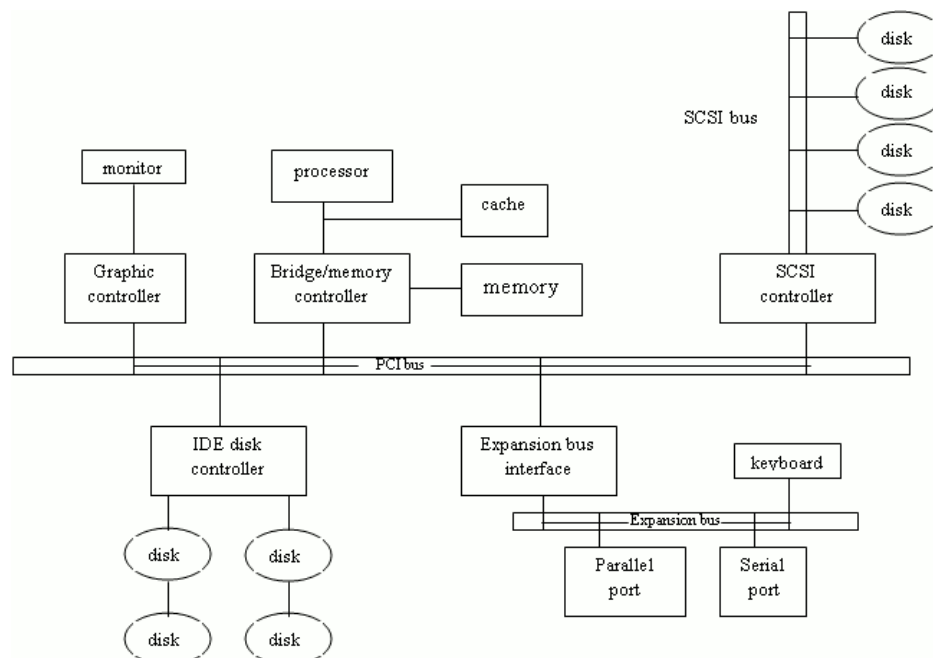 disk
disk
SCSI bus
disk
monitor
processor
cache
disk
Graphic
controller
Bridge/memory
controller
memory
SCSI
controller
PCI bus
IDE disk
controller
Expansion bus
interface
keyboard
Expansion bus
disk
disk
Parallel
port
Serial
port
disk
disk